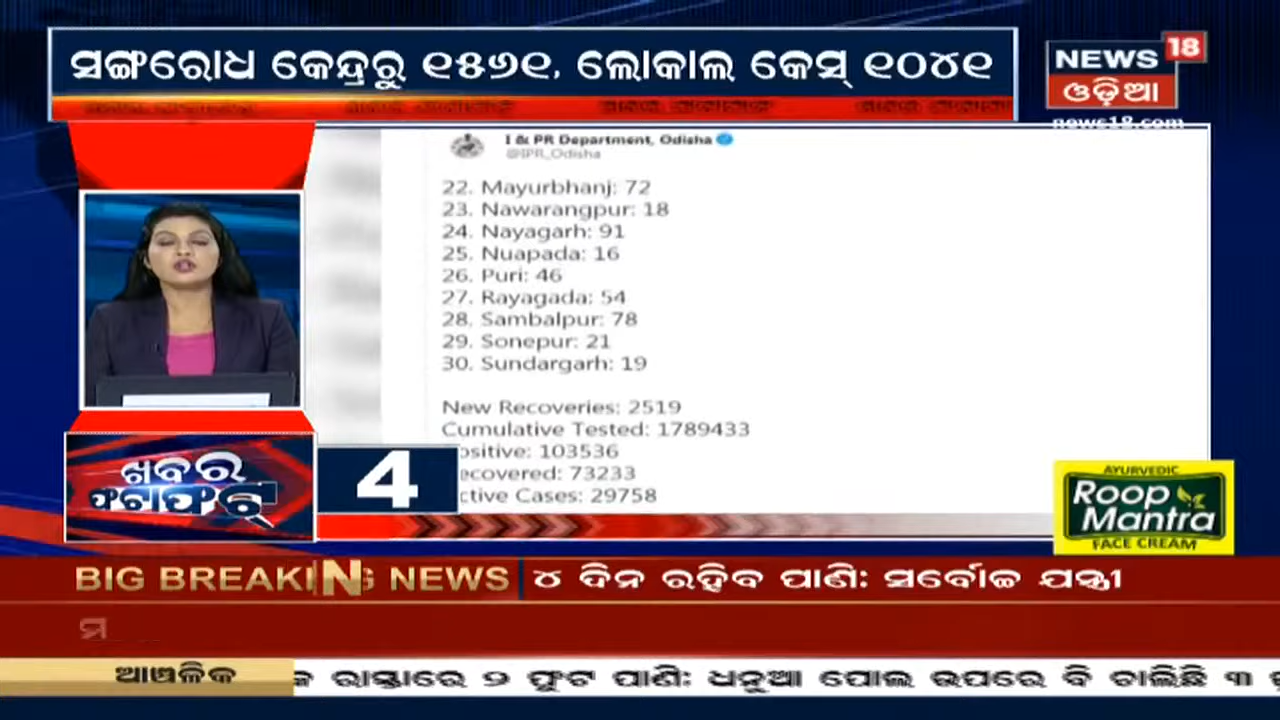 ସଙ୍ଗରୋଧ କେନ୍ଦ୍ରରୁ ୧୫୬୧, ଲୋକାଲ କେସ୍ ୧୦୪୧
NEWS 18
ଓଡ଼ିଆ
news18.com
I & PR Department, Odisha
@IPR_Odisha
22. Mayurbhanj: 72
23. Nawarangpur: 18
24. Nayagarh: 91
25. Nuapada: 16
26. Puri: 46
27. Rayagada: 54
28. Sambalpur: 78
29. Sonepur: 21
30. Sundargarh: 19
New Recoveries: 2519
Cumulative Tested: 1789433
ositive: 103536
ecovered: 73233
ctive Cases: 29758
ଖବର
ଫଟାଫଟ୍
4
AYURVEDIC
Roop
Mantra
FACE CREAM
BIG BREAKING NEWS
୪ ଦିନ ରହିବ ପାଣି: ସର୍ବୋଚ୍ଚ ଯନ୍ତ୍ରୀ
ସ
ଆଞ୍ଚଳିକ
ରାସ୍ତାରେ ୨ ଫୁଟ ପାଣି: ଧନୁଆ ପୋଲ ଉପରେ ବି ଚାଲିଛି ୩